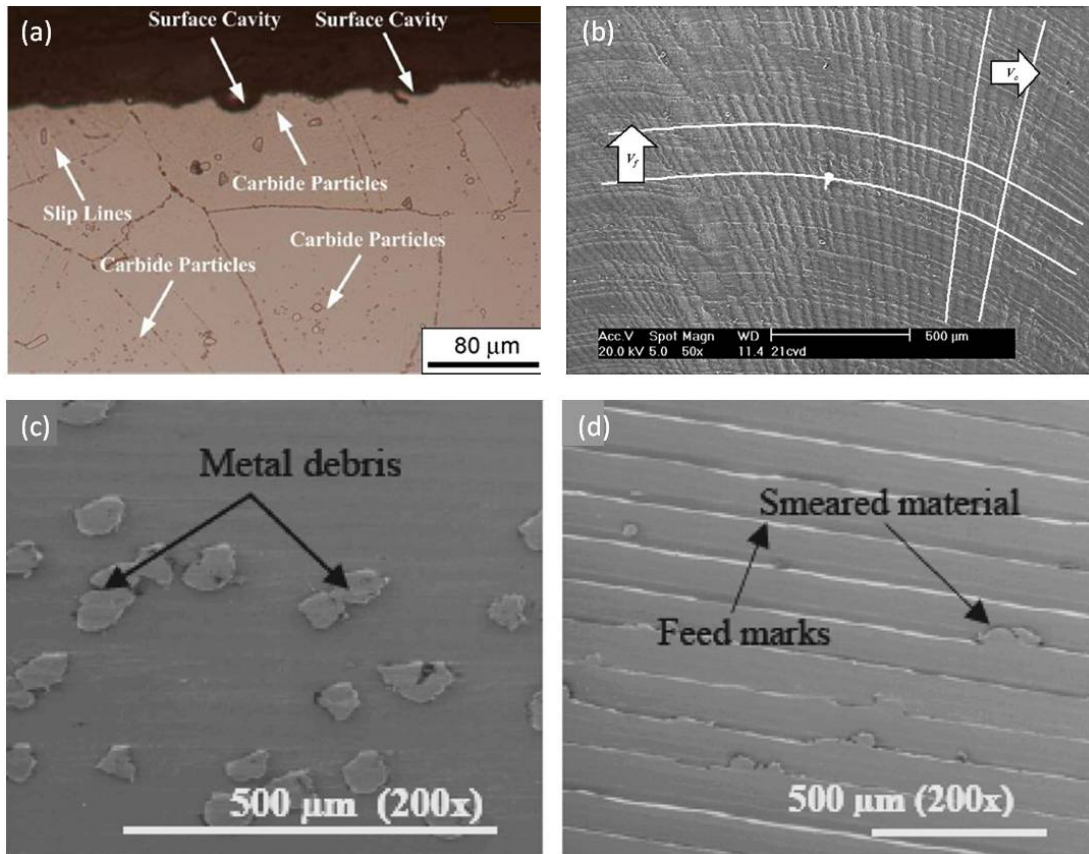 (a)
Surface Cavity
Surface Cavity
Carbide Particles
Slip Lines
Carbide Particles
Carbide Particles
80 μm
(b)
Vf
Vc
Acc.V Spot Magn WD 500 μm
20.0 kV 5.0 50x 11.4 21cvd
(c)
Metal debris
500 μm (200x)
(d)
Smeared material
Feed marks
500 μm (200x)